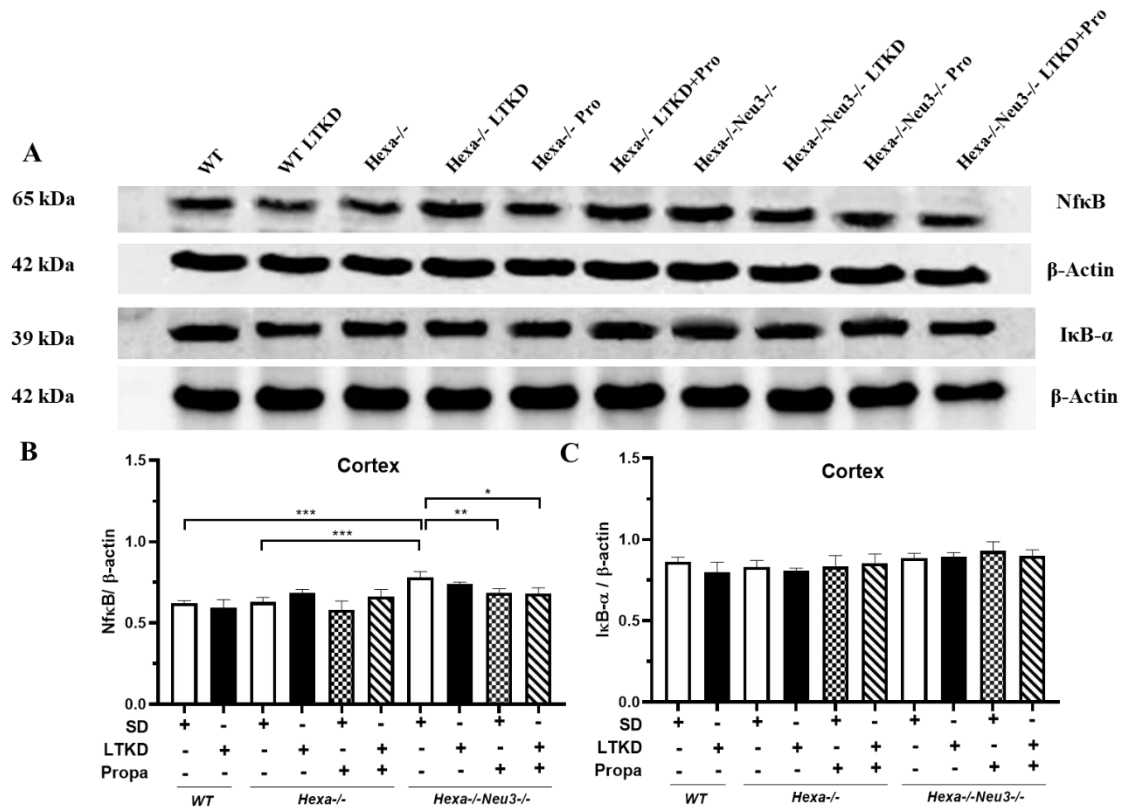 A
WT
WT LTKD
Hexa-/-
Hexa-/- LTKD
Hexa-/- Pro
Hexa-/- LTKD+Pro
Hexa-/-Neu3-/-
Hexa-/-Neu3-/- LTKD
Hexa-/-Neu3-/- Pro
Hexa-/-Neu3-/- LTKD+Pro
65 kDa
NfκB
42 kDa
β-Actin
39 kDa
IκB-α
42 kDa
β-Actin
B
Cortex
NfκB/ β-actin
1.5
1.0
0.5
0.0
***
***
**
*
SD + - + - + - + - + -
LTKD - + - + - + - + - +
Propa - - - - + + - - + +
WT Hexa-/- Hexa-/-Neu3-/-
C
Cortex
IκB-α / β-actin
1.5
1.0
0.5
0.0
SD + - + - + - + - + -
LTKD - + - + - + - + - +
Propa - - - - + + - - + +
WT Hexa-/- Hexa-/-Neu3-/-